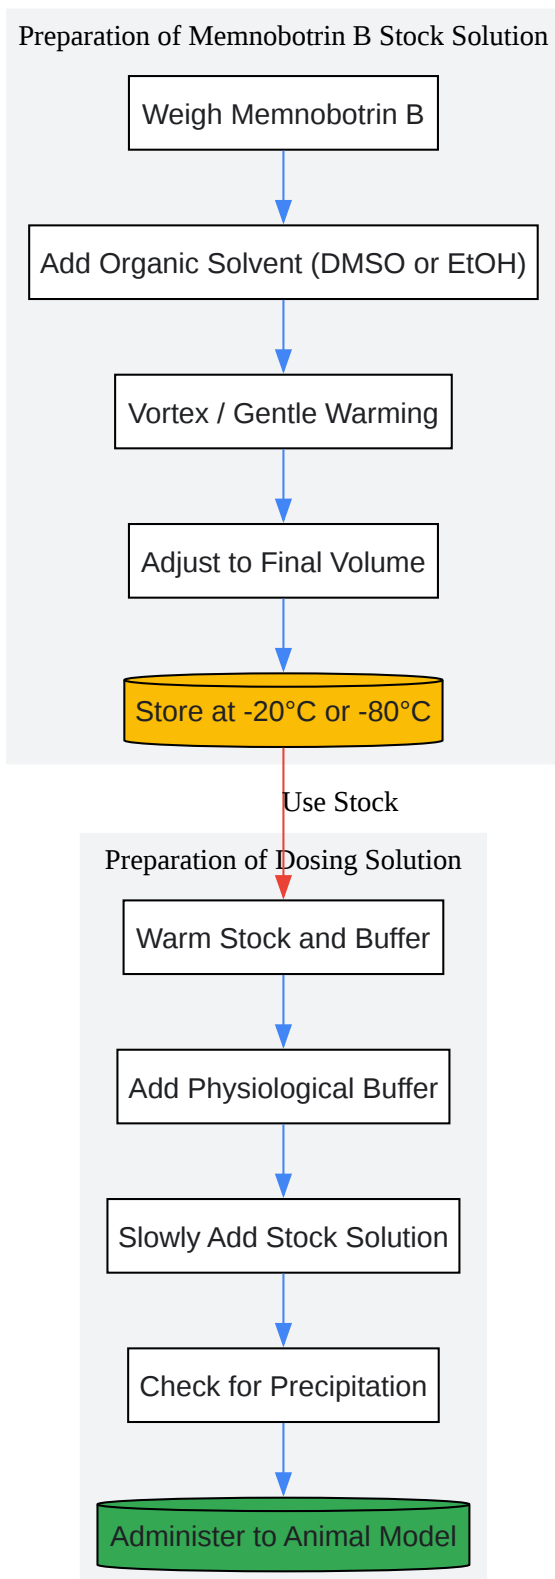 Preparation of Memnobotrin B Stock Solution
Weigh Memnobotrin B
Add Organic Solvent (DMSO or EtOH)
Vortex / Gentle Warming
Adjust to Final Volume
Store at -20°C or -80°C
Use Stock
Preparation of Dosing Solution
Warm Stock and Buffer
Add Physiological Buffer
Slowly Add Stock Solution
Check for Precipitation
Administer to Animal Model